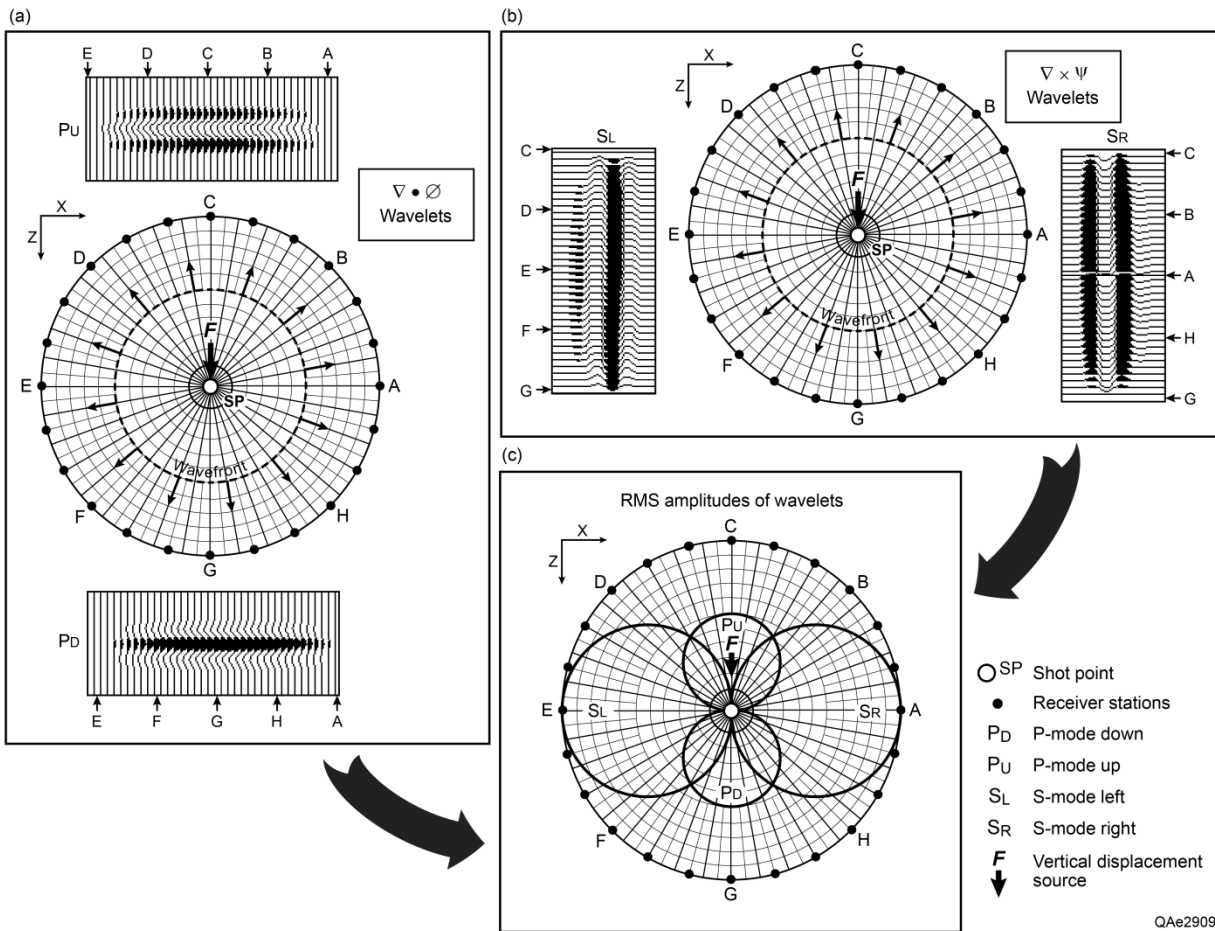 (a)
E D C B A
PU
∇ • ∅
Wavelets
X
Z
C
D
B
F
E
A
SP
Wavefront
F
H
G
PD
E F G H A
(b)
X
Z
C
∇ × Ψ
Wavelets
D
B
SL
SR
C
D
E
F
G
F
E
A
SP
Wavefront
F
H
G
C
B
A
H
G
(c)
RMS amplitudes of wavelets
X
Z
C
D
B
PU
F
E
SL
SR
A
PD
F
H
G
SP Shot point
Receiver stations
PD P-mode down
PU P-mode up
SL S-mode left
SR S-mode right
F Vertical displacement
source
QAe2909